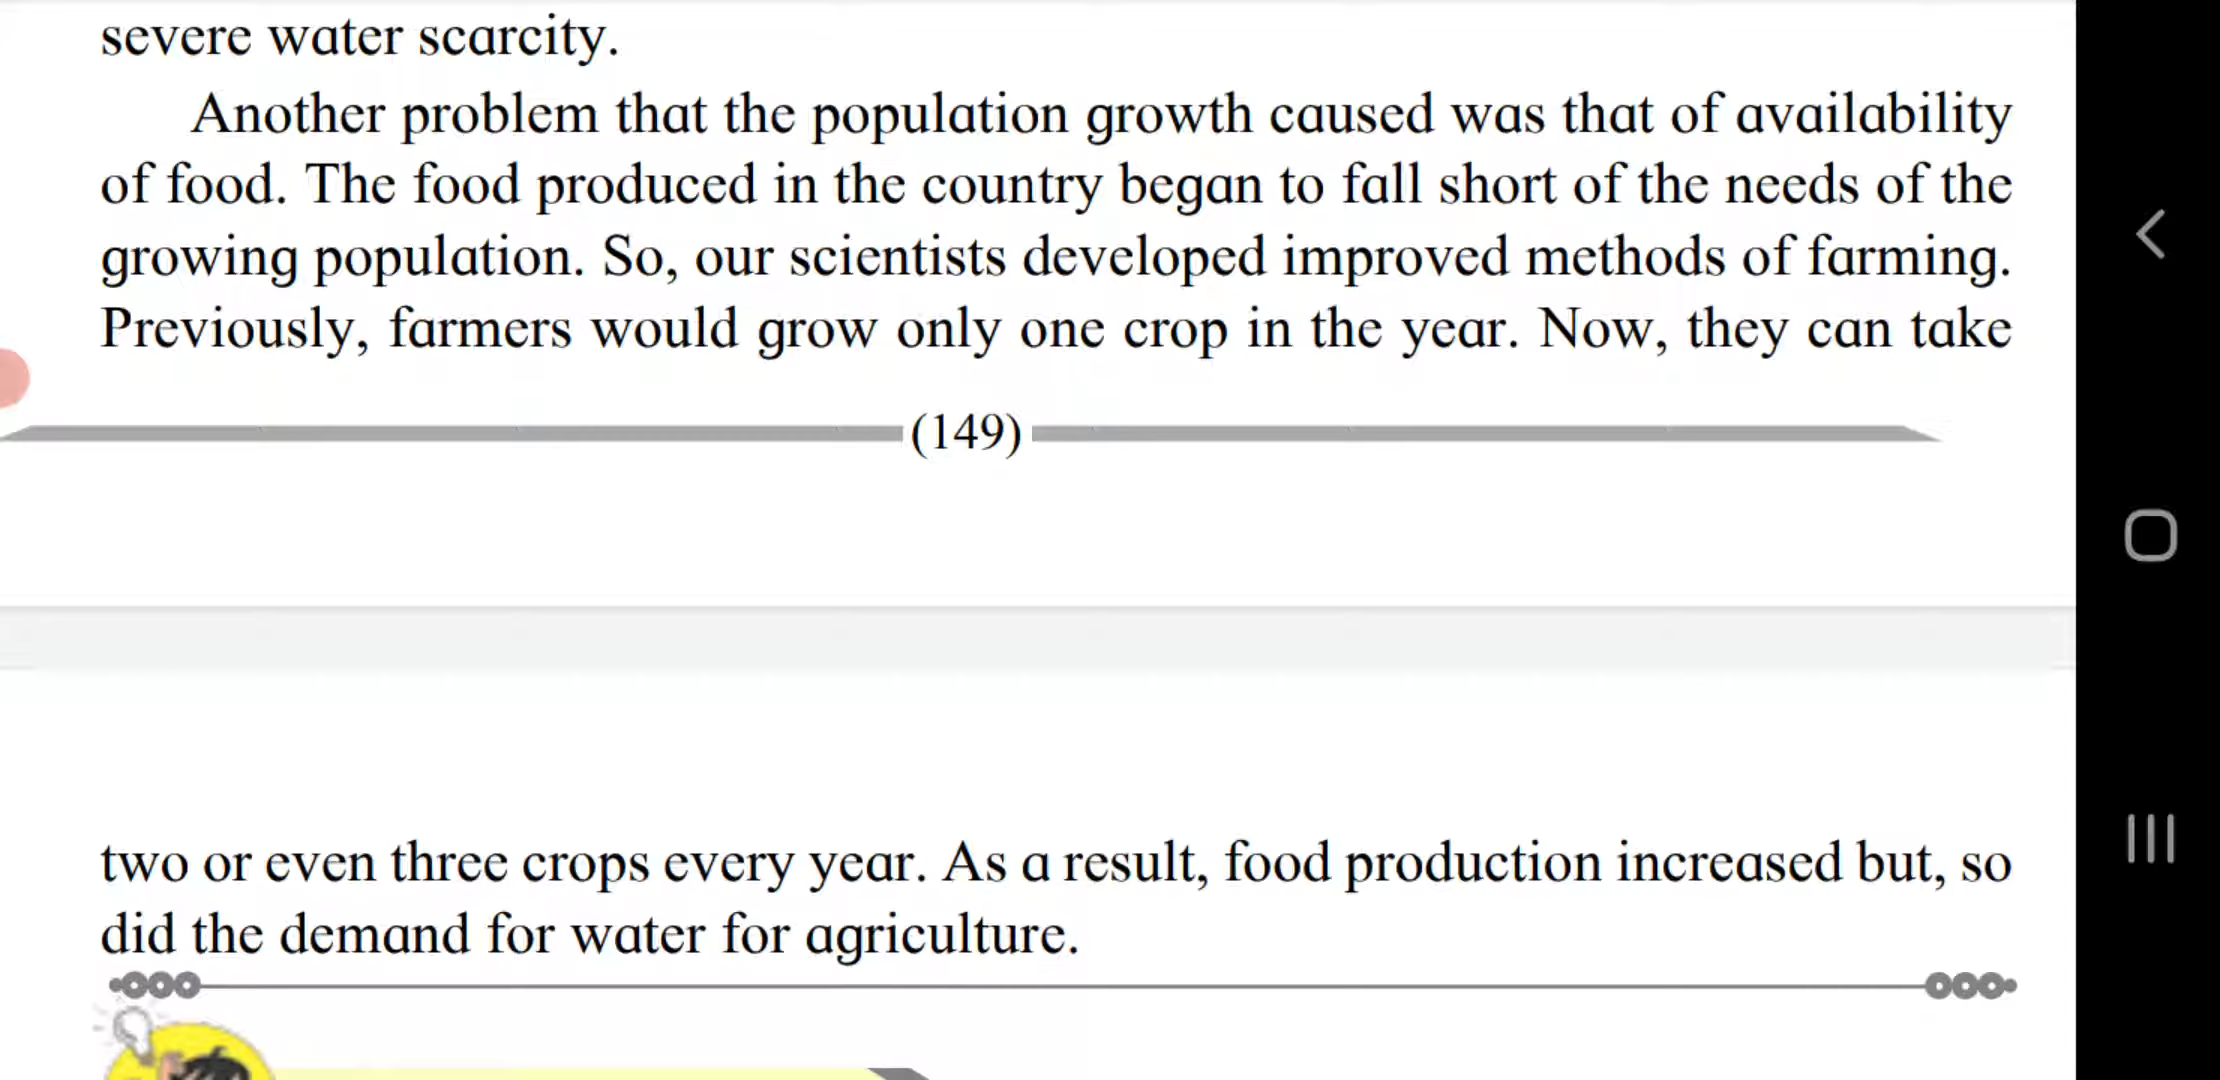 severe water scarcity.
Another problem that the population growth caused was that of availability
of food. The food produced in the country began to fall short of the needs of the
growing population. So, our scientists developed improved methods of farming.
Previously, farmers would grow only one crop in the year. Now, they can take
(149)
two or even three crops every year. As a result, food production increased but, so
did the demand for water for agriculture.